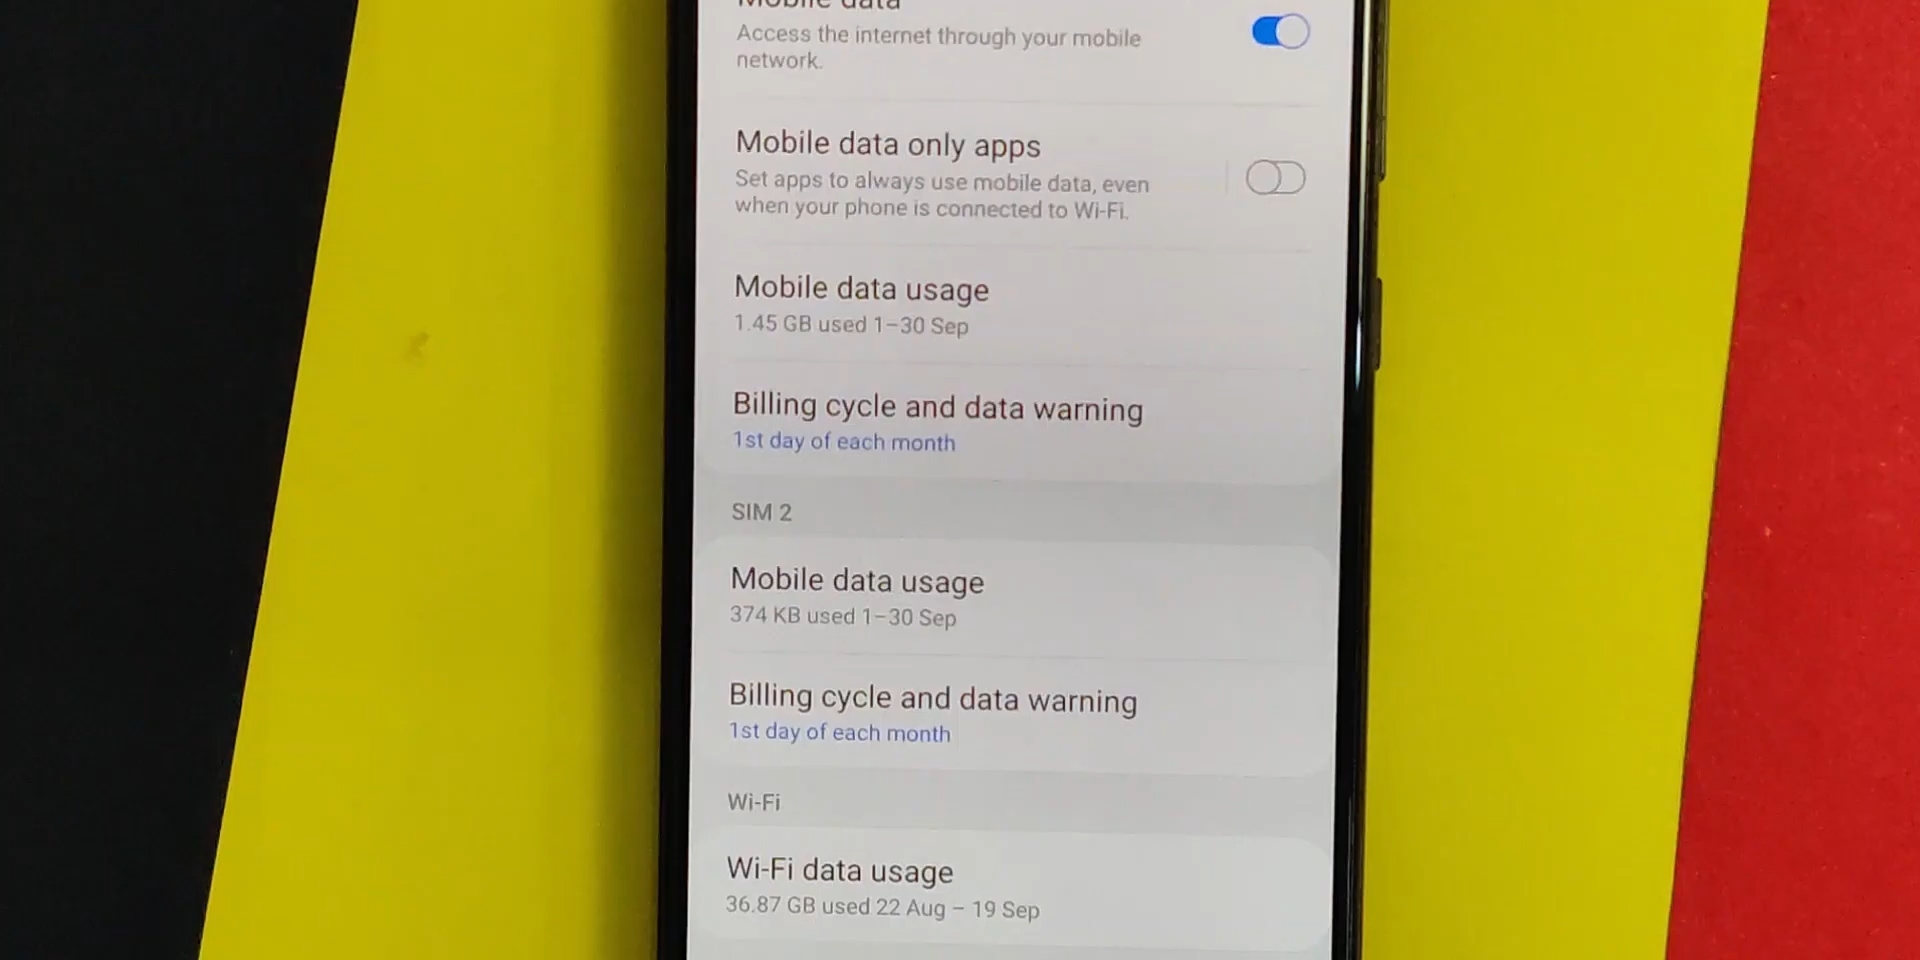 Mobile data
Access the internet through your mobile
network.
Mobile data only apps
Set apps to always use mobile data, even
when your phone is connected to Wi-Fi.
Mobile data usage
1.45 GB used 1–30 Sep
Billing cycle and data warning
1st day of each month
SIM 2
Mobile data usage
374 KB used 1–30 Sep
Billing cycle and data warning
1st day of each month
Wi-Fi
Wi-Fi data usage
36.87 GB used 22 Aug – 19 Sep